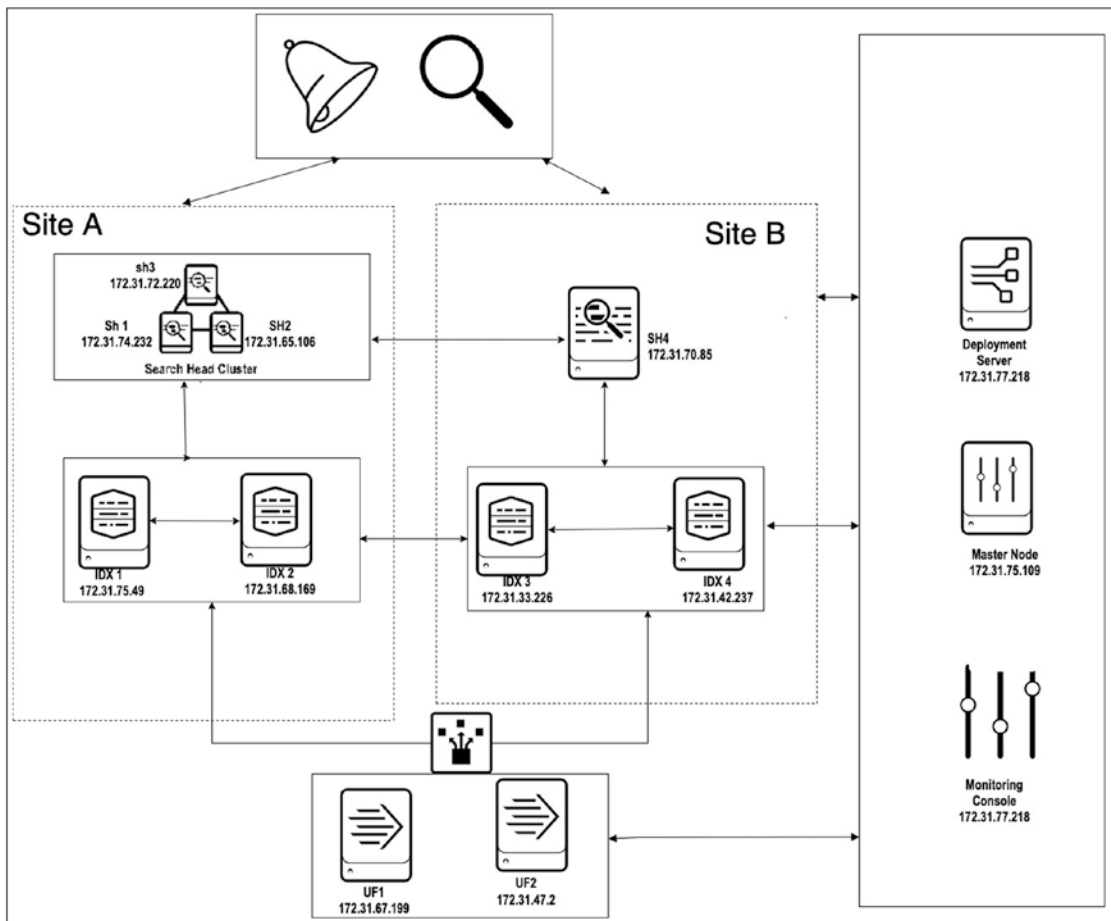 Site A
sh3
172.31.72.220
Sh 1
172.31.74.232
SH2
172.31.65.106
Search Head Cluster
IDX 1
172.31.75.49
IDX 2
172.31.68.169
Site B
SH4
172.31.70.85
IDX 3
172.31.33.226
IDX 4
172.31.42.237
UF1
172.31.67.199
UF2
172.31.47.2
Deployment
Server
172.31.77.218
Master Node
172.31.75.109
Monitoring
Console
172.31.77.218